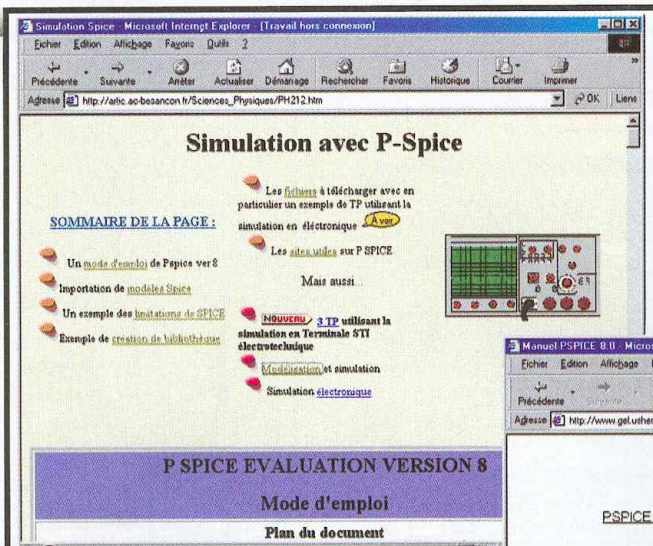 Simulation Spice - Microsoft Internet Explorer - [Travail hors connexion]
Fichier Edition Affichage Favoris Outils ?
Précédente Suivante Arrêter Actualiser Démarrage Rechercher Favoris Historique Courrier Imprimer
Adresse http://artic.ac-besancon.fr/Sciences_Physiques/PH212.htm OK Liens
Simulation avec P-Spice
SOMMAIRE DE LA PAGE :
Un mode d'emploi de Pspice ver 8
Importation de modèles Spice
Un exemple des limitations de SPICE
Exemple de création de bibliothèque
Les fichiers à télécharger avec en
particulier un exemple de TP utilisant la
simulation en éléctronique A voir
Les sites utiles sur P SPICE
Mais aussi...
NOUVEAU 3 TP utilisant la
simulation en Terminale STI
électrotechnique
Modélisation et simulation
Simulation électronique
P SPICE EVALUATION VERSION 8
Mode d'emploi
Plan du document
Manuel PSPICE 8.0 - Micros
Fichier Edition Affichage
Précédente Suivante
Adresse http://www.gel.usher
PSPICE